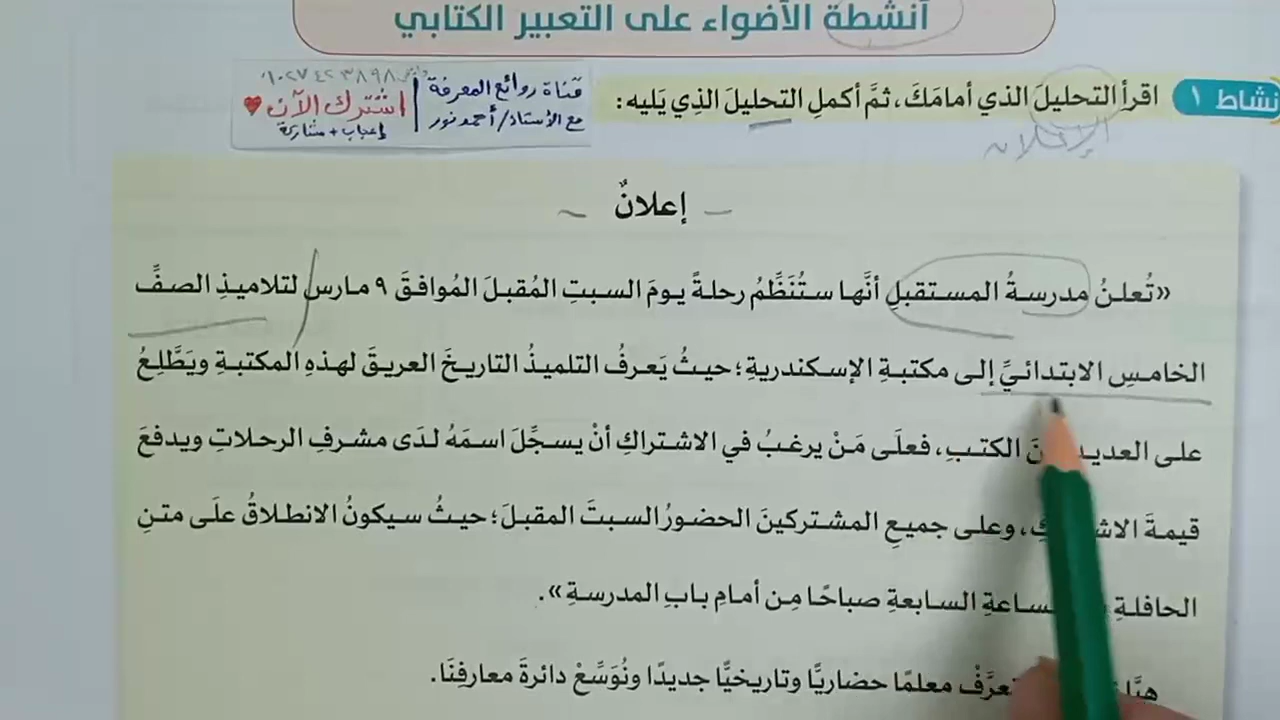 أنشطة الأضواء على التعبير الكتابي
نشاط ١ اقرأ التحليلَ الذي أمامَكَ، ثمَّ أكملِ التحليلَ الذِي يَليه:
الإعلان
قناة روائع المعرفة
مع الأستاذ/ أحمد نور
اشترك الآن
إعجاب + مشاركة
إعلانٌ
«تُعلنُ مدرسةُ المستقبلِ أنَّها ستُنَظِّمُ رحلةً يومَ السبتِ المُقبلَ المُوافقَ ٩ مارس لتلاميذِ الصفِّ
الخامسِ الابتدائيِّ إلى مكتبةِ الإسكندريةِ؛ حيثُ يَعرفُ التلميذُ التاريخَ العريقَ لهذهِ المكتبةِ ويَطَّلِعُ
على العديد الكتبِ، فعلَى مَنْ يرغبُ في الاشتراكِ أنْ يسجِّلَ اسمَهُ لدَى مشرفِ الرحلاتِ ويدفعَ
قيمةَ وعلى جميعِ المشتركينَ الحضورُ السبتَ المقبلَ؛ حيثُ سيكونُ الانطلاقُ علَى متنِ
الحافلةِ السابعةِ صباحًا مِن أمامِ بابِ المدرسةِ».
معلمًا حضاريًّا وتاريخيًّا جديدًا ونُوَسِّعْ دائرةَ معارفِنَا.